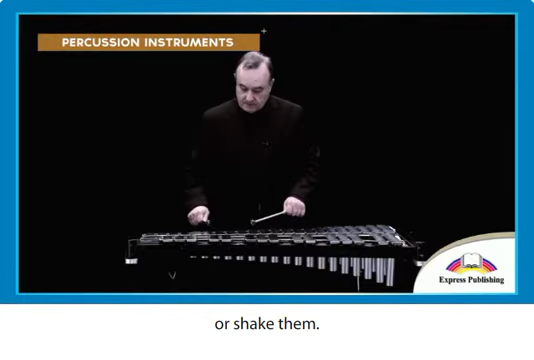 PERCUSSION INSTRUMENTS
Express Publishing
or shake them.